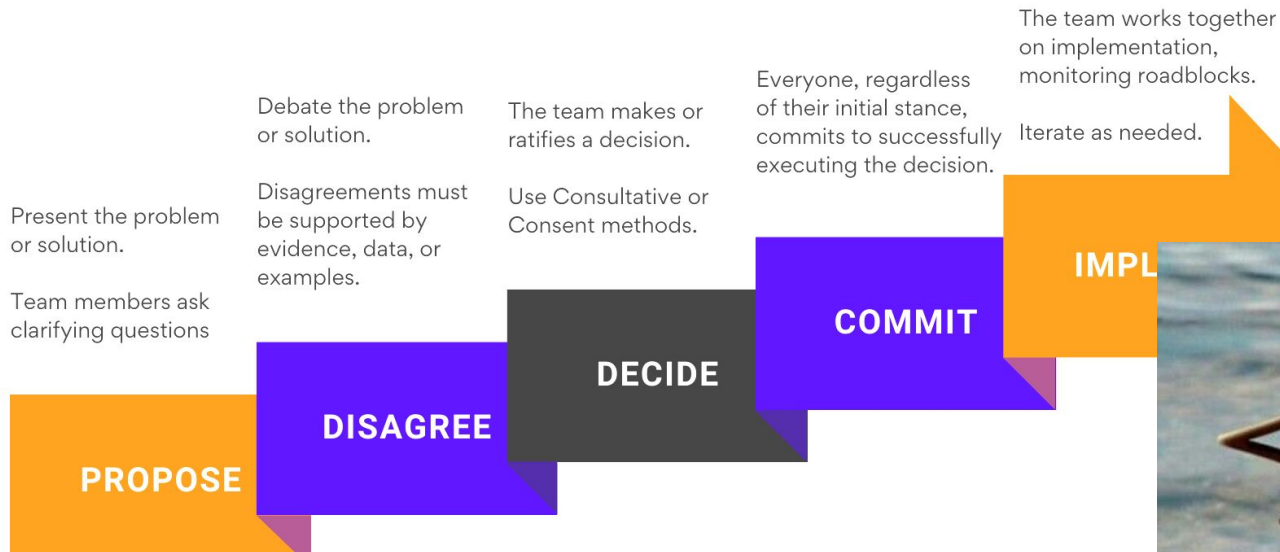 Present the problem
or solution.
Team members ask
clarifying questions
PROPOSE
Debate the problem
or solution.
Disagreements must
be supported by
evidence, data, or
examples.
DISAGREE
The team makes or
ratifies a decision.
Use Consultative or
Consent methods.
DECIDE
Everyone, regardless
of their initial stance,
commits to successfully
executing the decision.
COMMIT
The team works together
on implementation,
monitoring roadblocks.
Iterate as needed.
IMPL